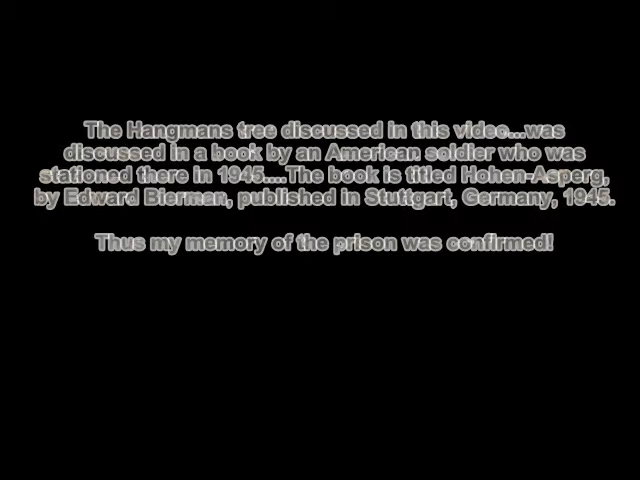 The Hangmans tree discussed in this video...was
discussed in a book by an American soldier who was
stationed there in 1945....The book is titled Hohen-Asperg,
by Edward Bierman, published in Stuttgart, Germany, 1945.
Thus my memory of the prison was confirmed!